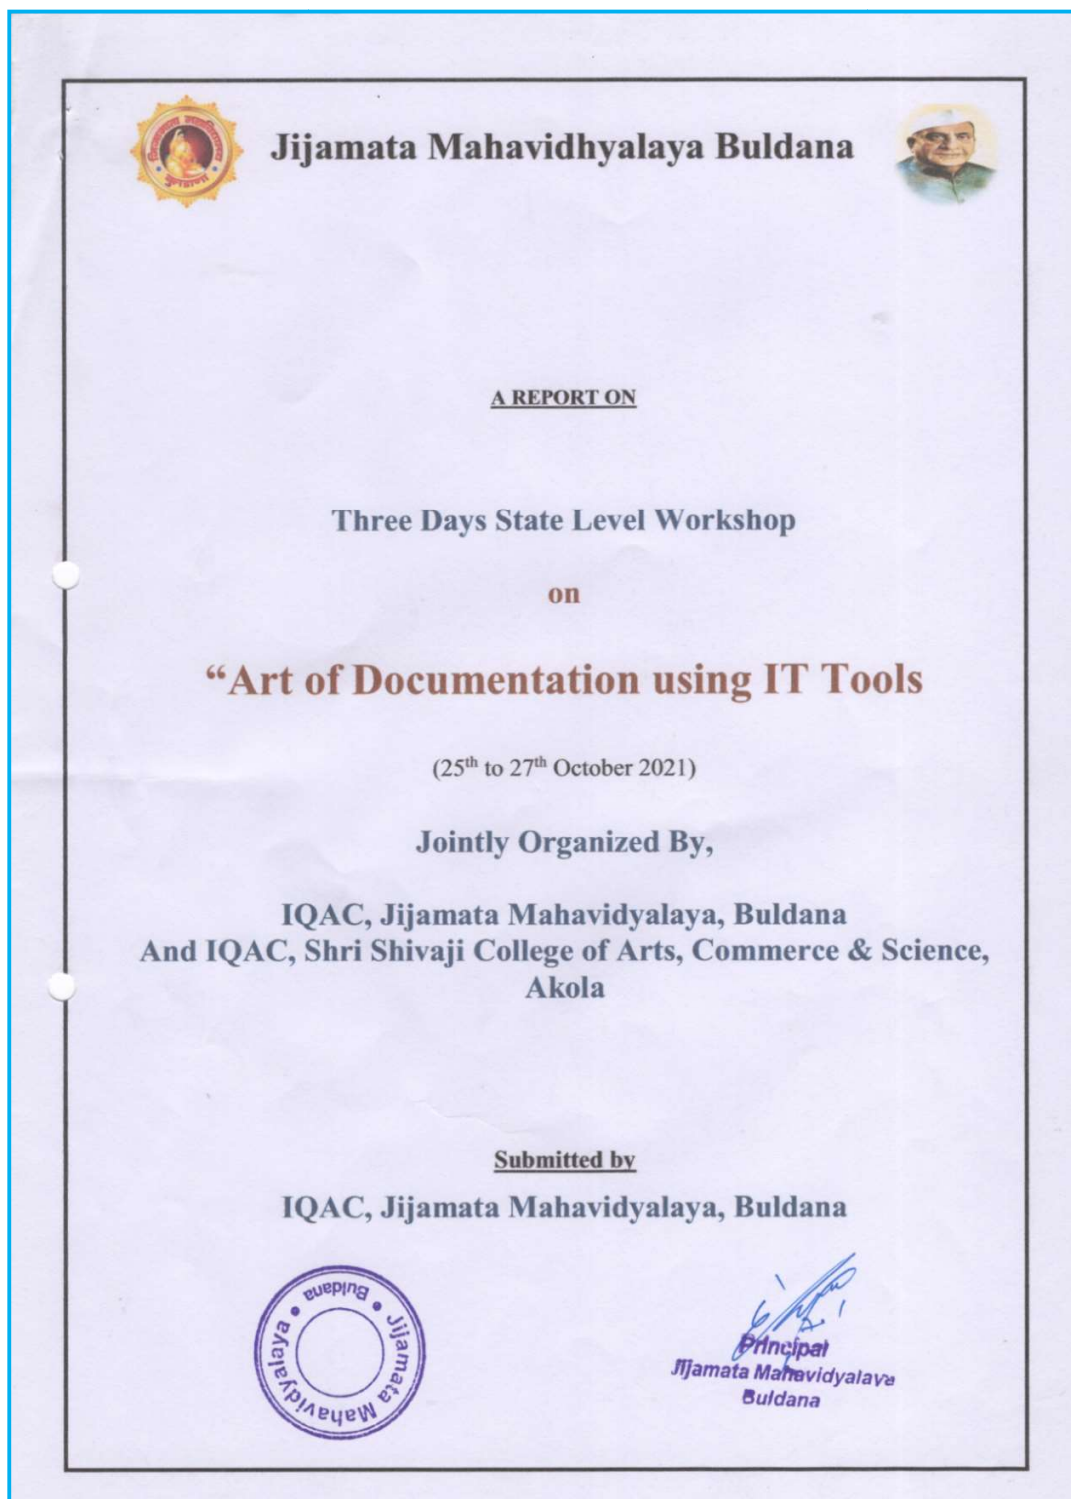 Jijamata Mahavidhyalaya Buldana
A REPORT ON
Three Days State Level Workshop
on
“Art of Documentation using IT Tools
(25th to 27th October 2021)
Jointly Organized By,
IQAC, Jijamata Mahavidyalaya, Buldana
And IQAC, Shri Shivaji College of Arts, Commerce & Science,
Akola
Submitted by
IQAC, Jijamata Mahavidyalaya, Buldana
Jijamata Mahavidyalaya • Buldana •
Principal
Jijamata Mahavidyalaya
Buldana